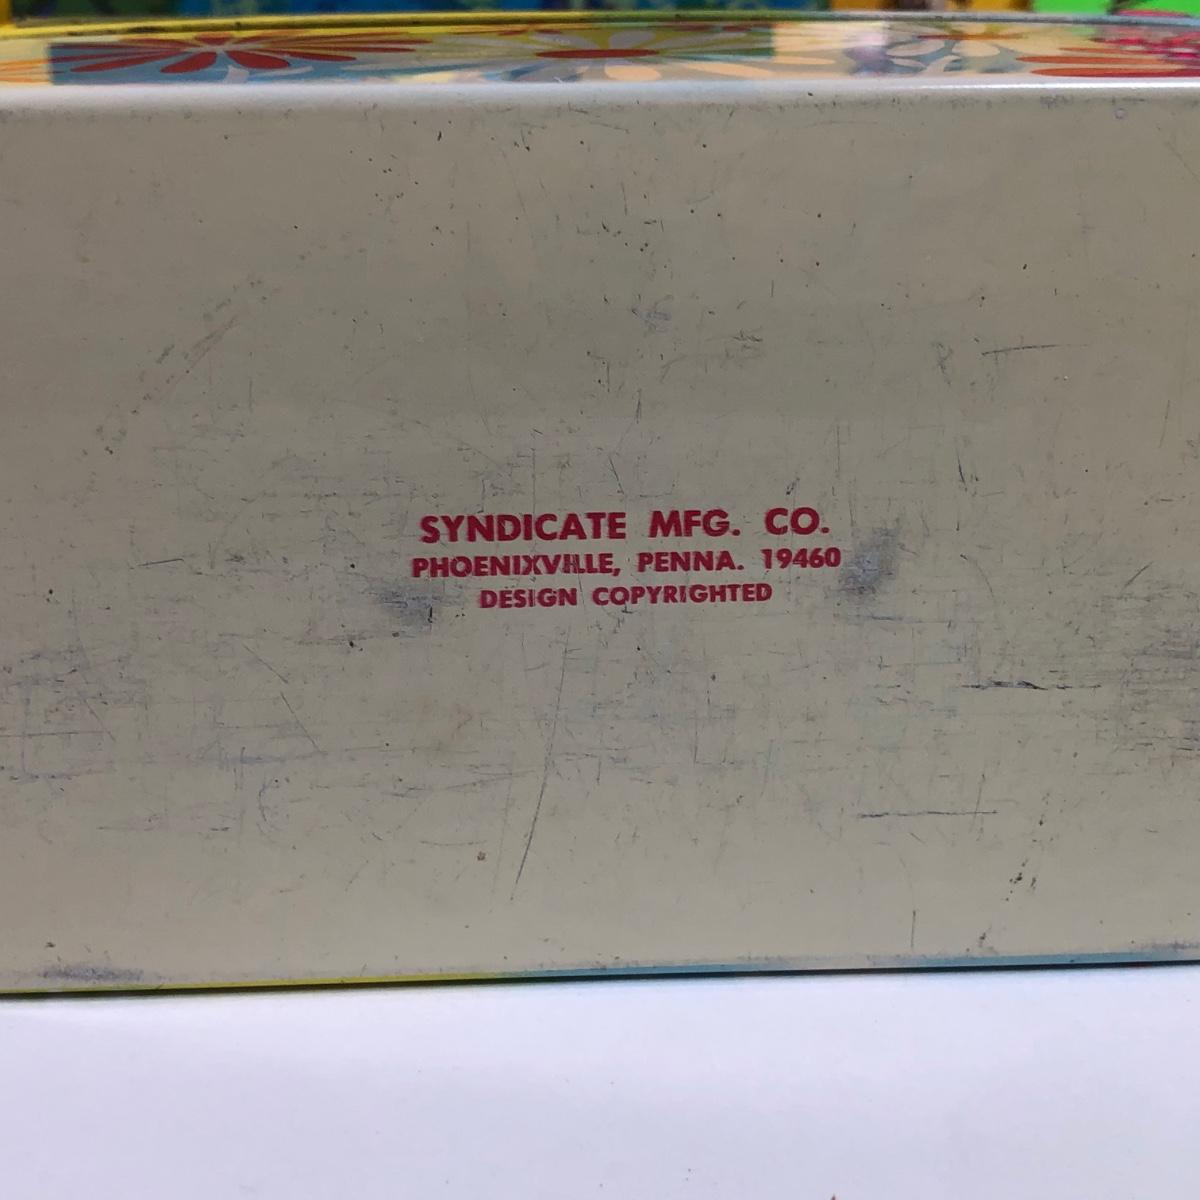 SYNDICATE MFG. CO.
PHOENIXVILLE, PENNA. 19460
DESIGN COPYRIGHTED